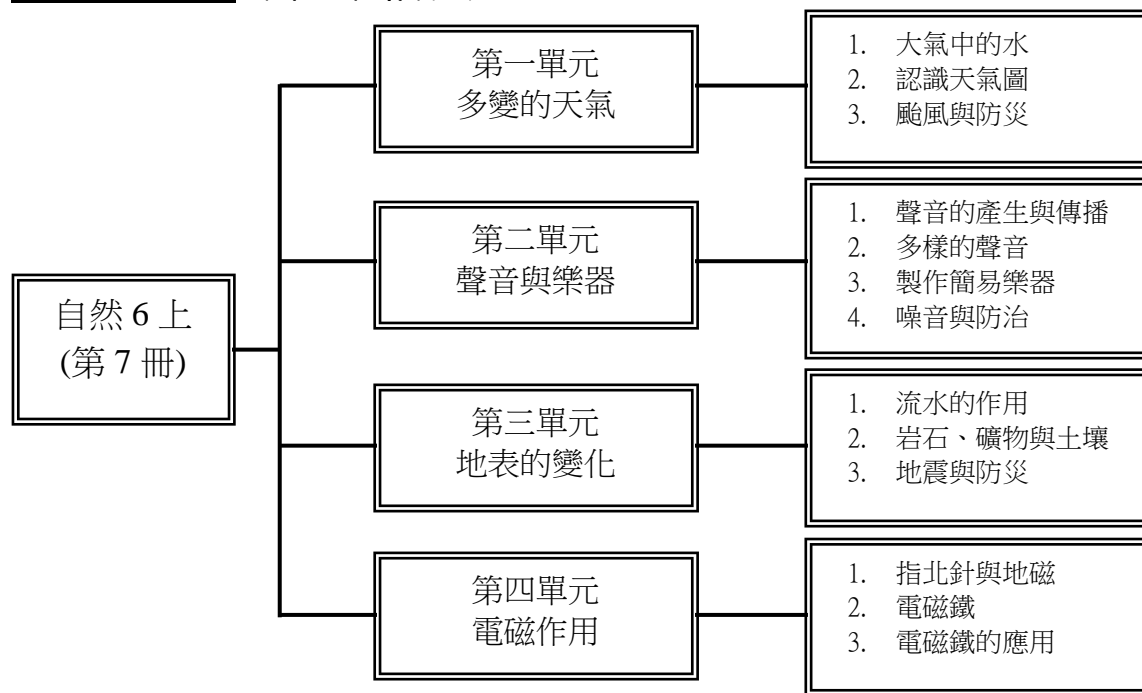 自然 6 上
(第 7 冊)
第一單元
多變的天氣
1. 大氣中的水
2. 認識天氣圖
3. 颱風與防災
第二單元
聲音與樂器
1. 聲音的產生與傳播
2. 多樣的聲音
3. 製作簡易樂器
4. 噪音與防治
第三單元
地表的變化
1. 流水的作用
2. 岩石、礦物與土壤
3. 地震與防災
第四單元
電磁作用
1. 指北針與地磁
2. 電磁鐵
3. 電磁鐵的應用